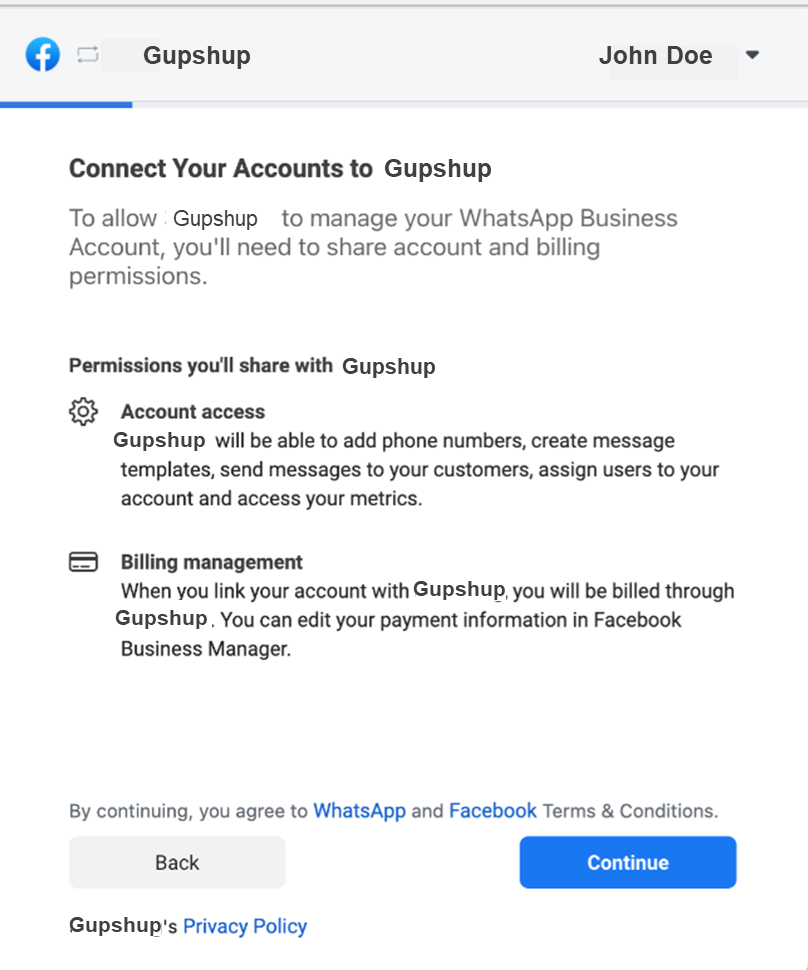 Gupshup John Doe
Connect Your Accounts to Gupshup
To allow Gupshup to manage your WhatsApp Business
Account, you'll need to share account and billing
permissions.
Permissions you'll share with Gupshup
Account access
Gupshup will be able to add phone numbers, create message
templates, send messages to your customers, assign users to your
account and access your metrics.
Billing management
When you link your account with Gupshup, you will be billed through
Gupshup. You can edit your payment information in Facebook
Business Manager.
By continuing, you agree to WhatsApp and Facebook Terms & Conditions.
Back Continue
Gupshup's Privacy Policy